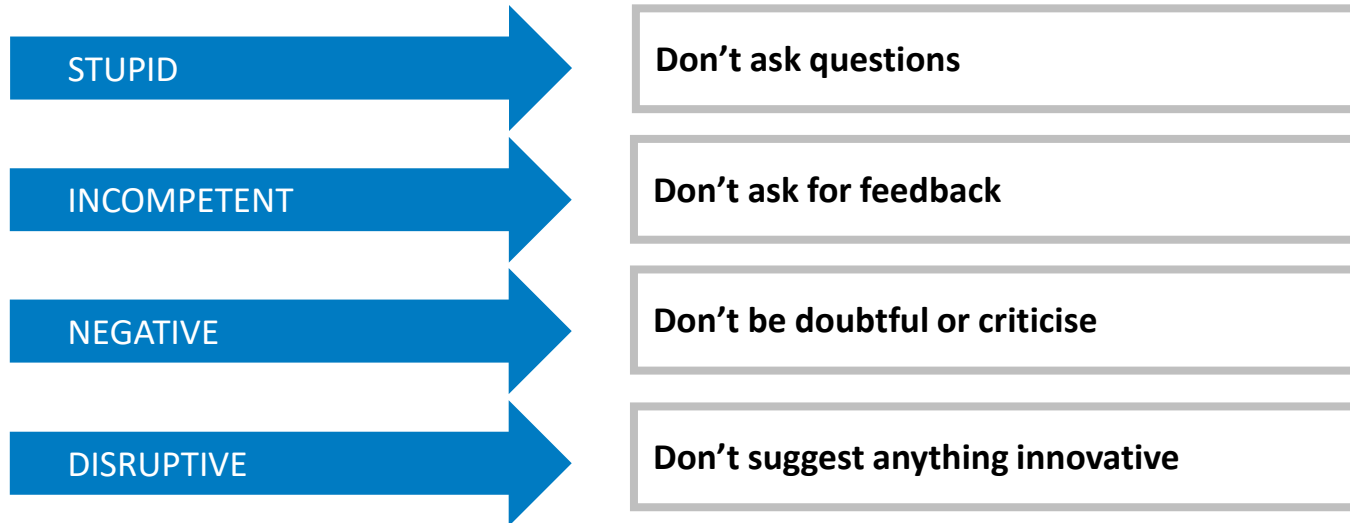 STUPID
Don’t ask questions
INCOMPETENT
Don’t ask for feedback
NEGATIVE
Don’t be doubtful or criticise
DISRUPTIVE
Don’t suggest anything innovative